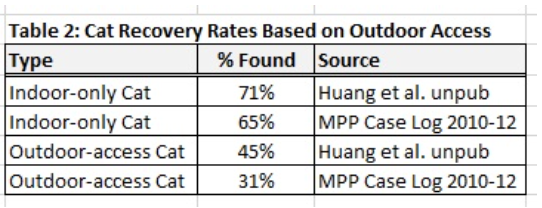 Table 2: Cat Recovery Rates Based on Outdoor Access
Type % Found Source
Indoor-only Cat 71% Huang et al. unpub
Indoor-only Cat 65% MPP Case Log 2010-12
Outdoor-access Cat 45% Huang et al. unpub
Outdoor-access Cat 31% MPP Case Log 2010-12